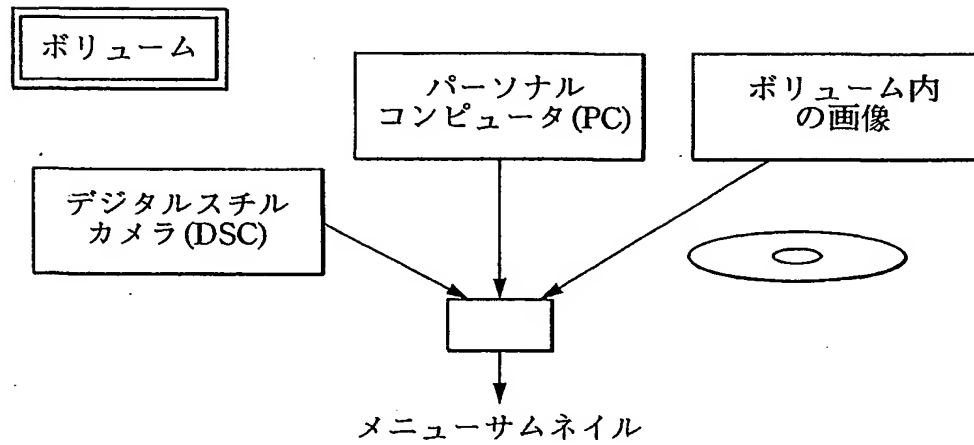 ボリューム
パーソナル
コンピュータ(PC)
ボリューム内
の画像
デジタルスチル
カメラ(DSC)
メニューサムネイル